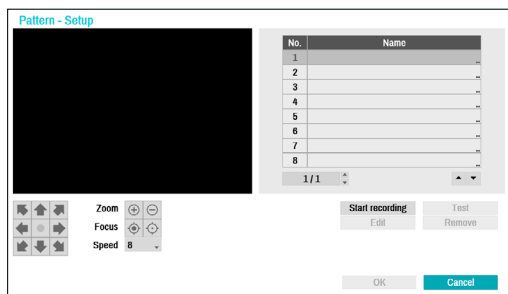 Pattern - Setup
No. Name
1 ..
2 ..
3 ..
4 ..
5 ..
6 ..
7 ..
8 ..
1/1
Zoom
Focus
Speed 8
Start recording Test
Edit Remove
OK Cancel